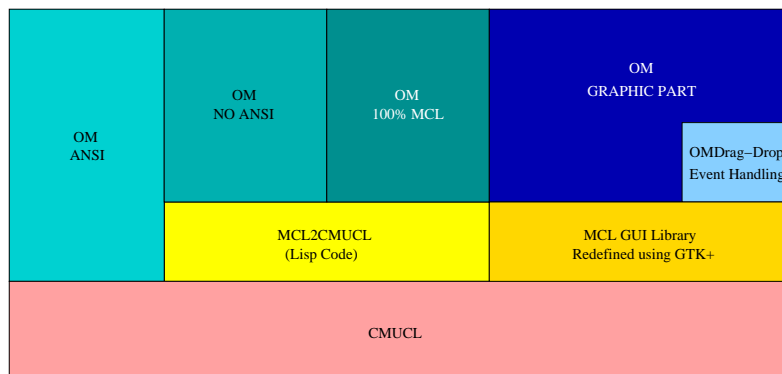 OM
ANSI
OM
NO ANSI
OM
100% MCL
OM
GRAPHIC PART
OMDrag–Drop
Event Handling
MCL2CMUCL
(Lisp Code)
MCL GUI Library
Redefined using GTK+
CMUCL